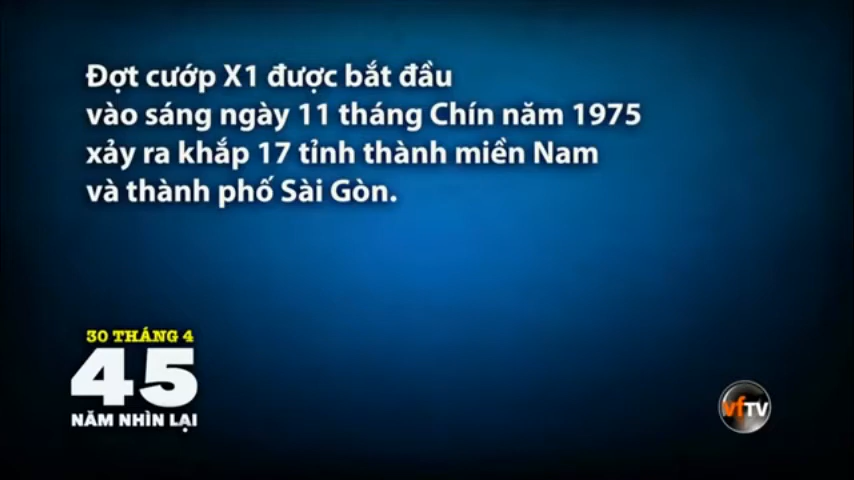 Đợt cướp X1 được bắt đầu
vào sáng ngày 11 tháng Chín năm 1975
xảy ra khắp 17 tỉnh thành miền Nam
và thành phố Sài Gòn.
30 THÁNG 4
45
NĂM NHÌN LẠI
vfTV